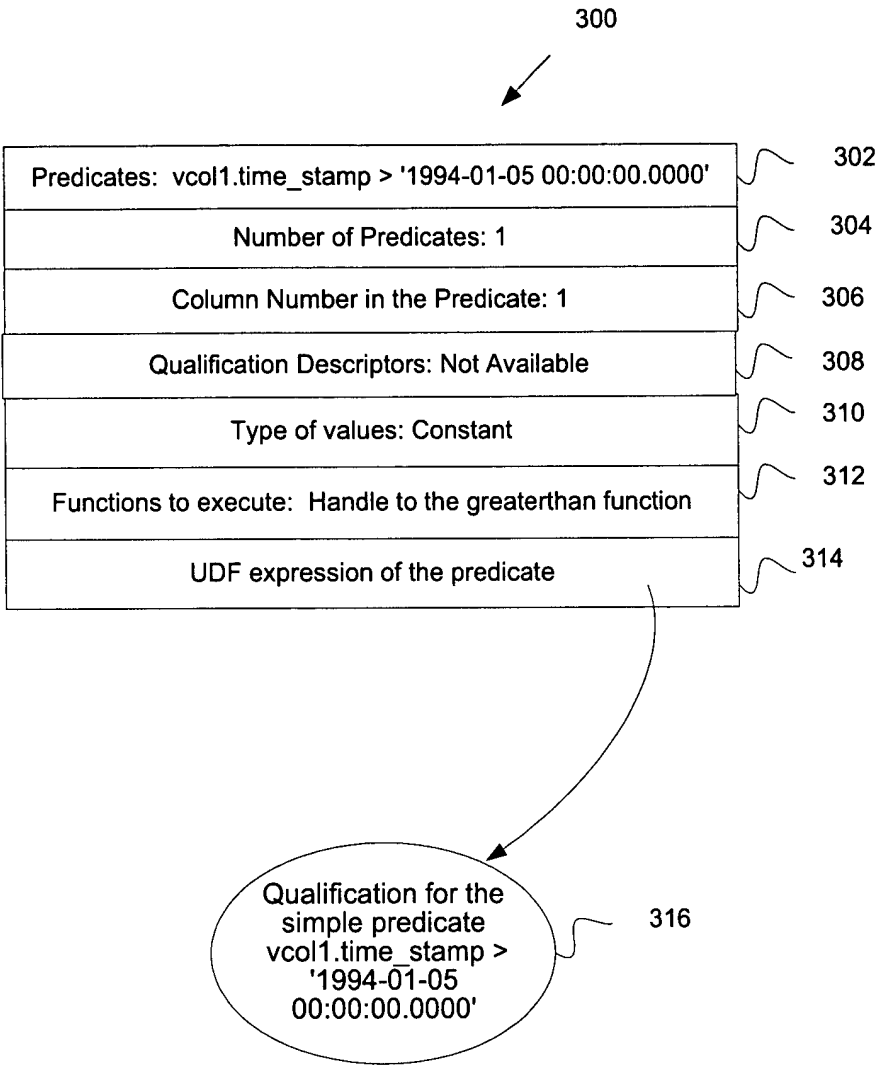 300
Predicates: vcol1.time_stamp > '1994-01-05 00:00:00.0000'
302
Number of Predicates: 1
304
Column Number in the Predicate: 1
306
Qualification Descriptors: Not Available
308
Type of values: Constant
310
Functions to execute: Handle to the greaterthan function
312
UDF expression of the predicate
314
Qualification for the
simple predicate
vcol1.time_stamp >
'1994-01-05
00:00:00.0000'
316